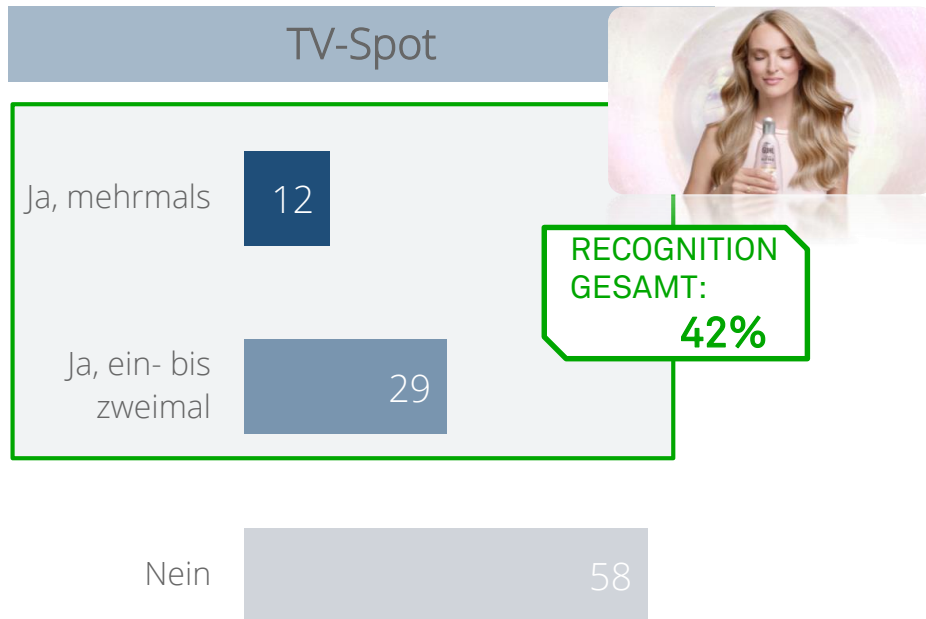 TV-Spot
Ja, mehrmals
12
RECOGNITION
GESAMT:
42%
Ja, ein- bis
zweimal
29
Nein
58